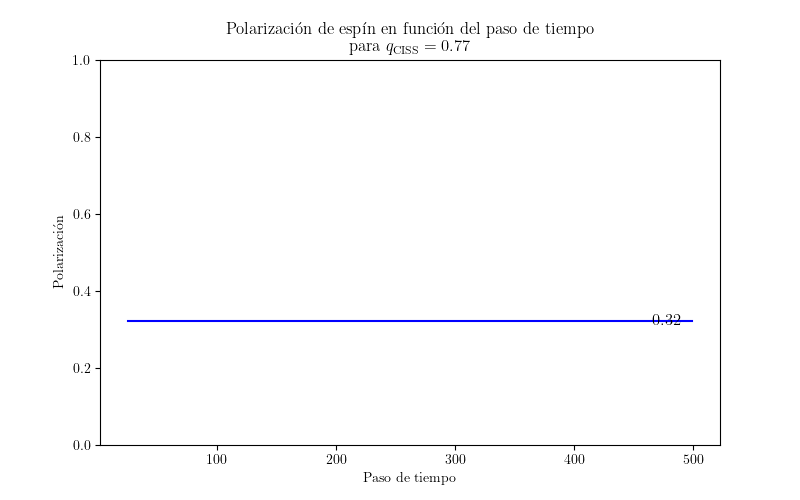 Polarización de espín en función del paso de tiempo
para q_CISS = 0.77
1.0
0.8
0.6
0.4
0.2
0.0
Polarización
0.32
100 200 300 400 500
Paso de tiempo